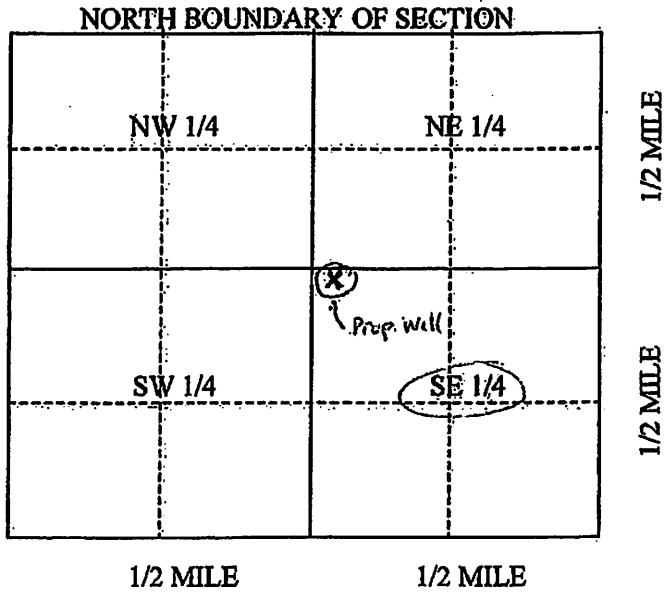 NORTH BOUNDARY OF SECTION
NW 1/4
NE 1/4
1/2 MILE
X
Prop. Well
SW 1/4
SE 1/4
1/2 MILE
1/2 MILE
1/2 MILE